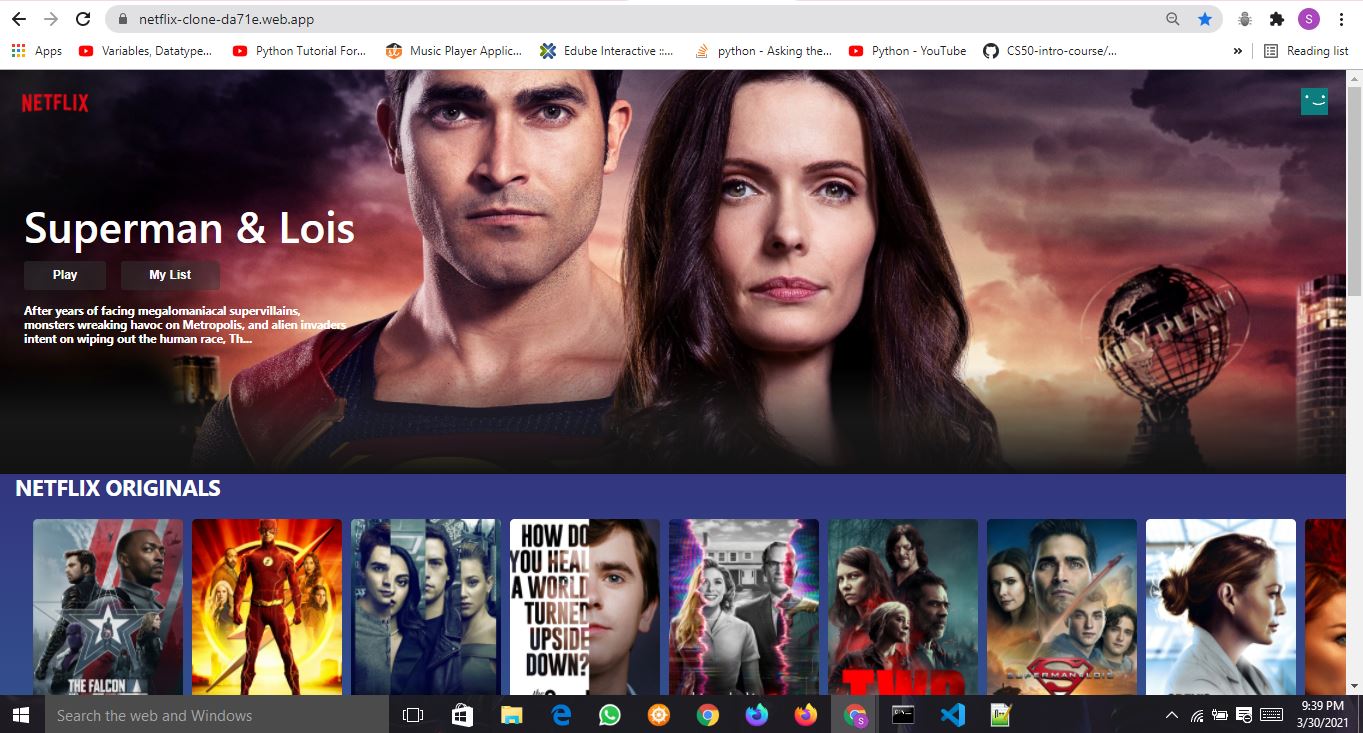 netflix-clone-da71e.web.app
S
Apps
Variables, Datatype...
Python Tutorial For...
Music Player Applic...
Edube Interactive ::...
python - Asking the...
Python - YouTube
CS50-intro-course/...
»
Reading list
NETFLIX
Superman & Lois
Play
My List
After years of facing megalomaniacal supervillains,
monsters wreaking havoc on Metropolis, and alien invaders
intent on wiping out the human race, Th...
DAILY PLANET
NETFLIX ORIGINALS
HOW DO
YOU HEAL
A WORLD
TURNED
UPSIDE
DOWN?
THE FALCON
TWD
SUPERMAN & LOIS
Search the web and Windows
S
9:39 PM
3/30/2021